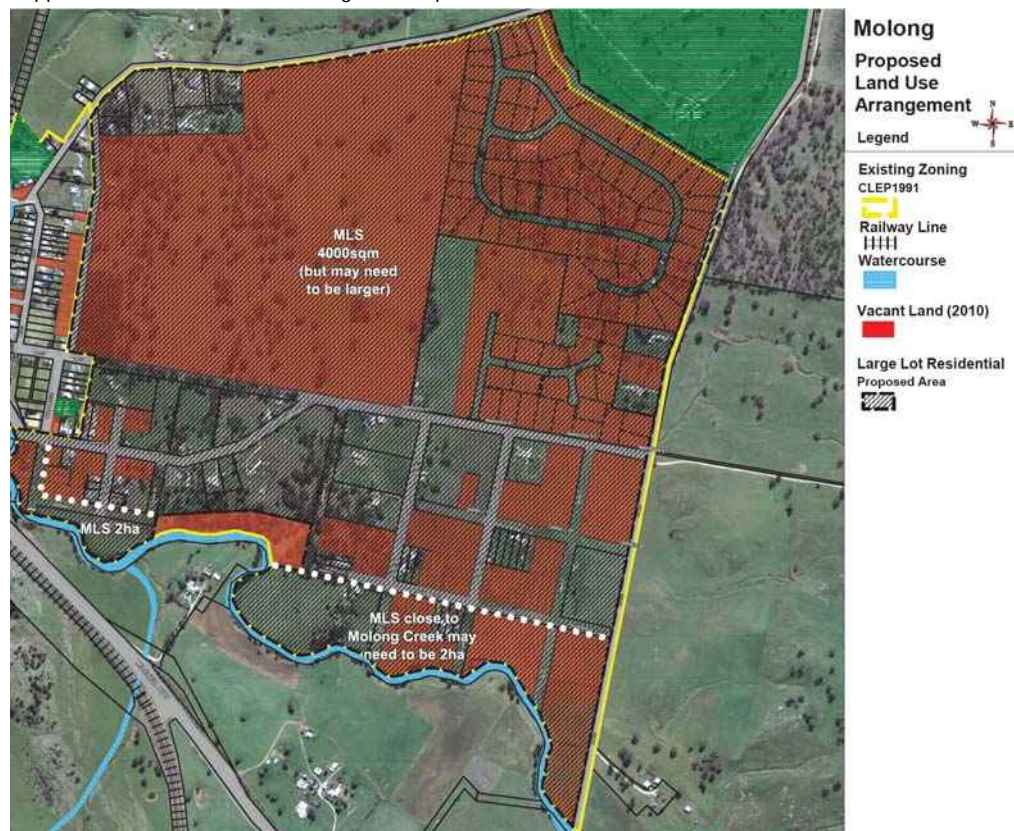 Molong
Proposed
Land Use
Arrangement
N
W E
S
Legend
Existing Zoning
CLEP1991
Railway Line
Watercourse
Vacant Land (2010)
Large Lot Residential
Proposed Area
MLS
4000sqm
(but may need
to be larger)
MLS 2ha
MLS close to
Molong Creek may
need to be 2ha